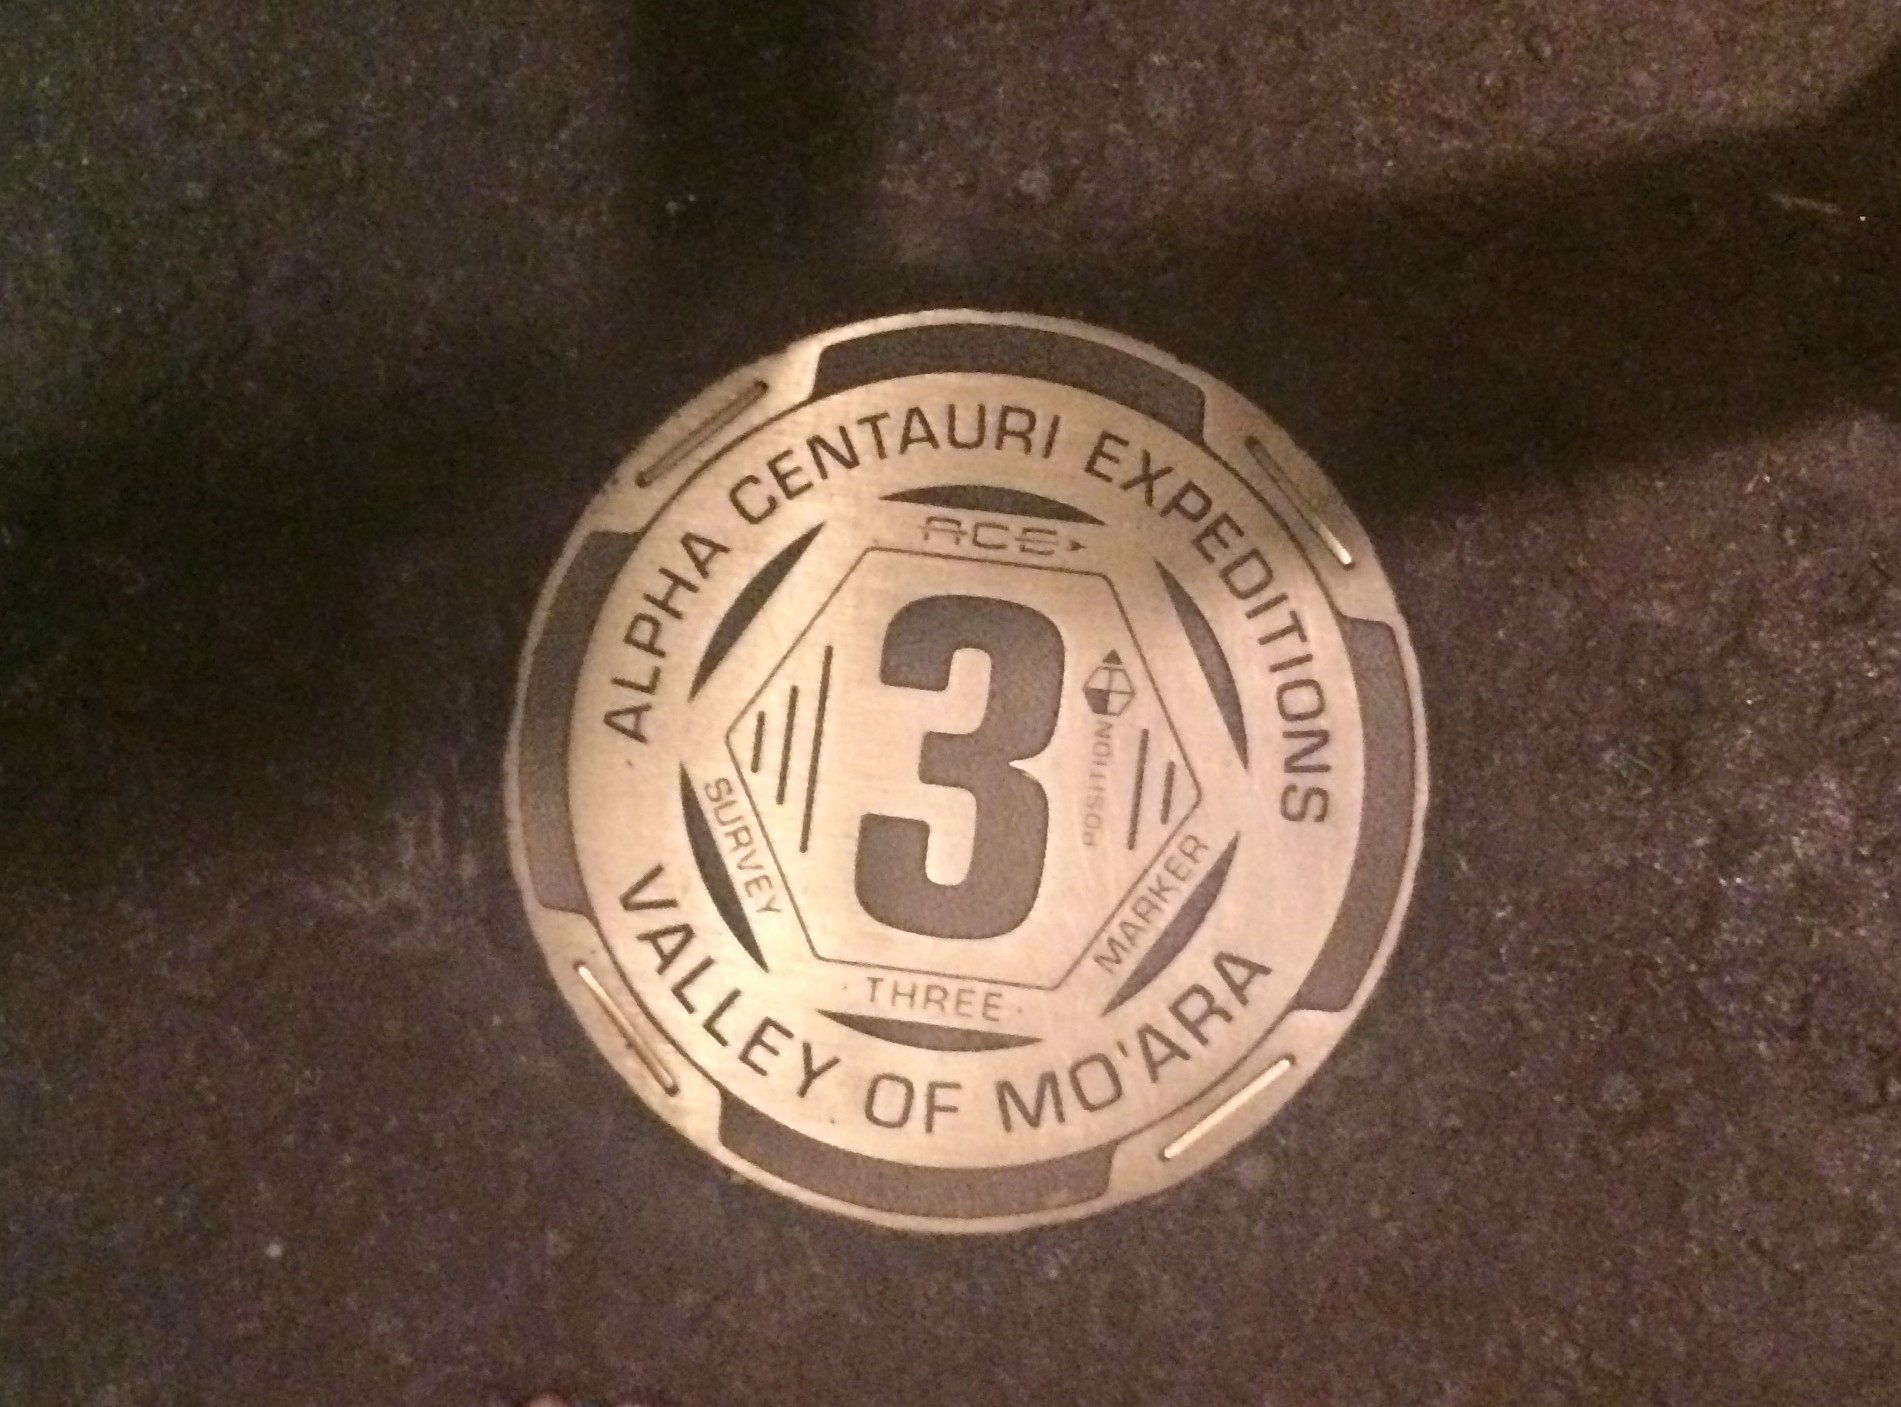 ALPHA CENTAURI EXPEDITIONS
ACE
3
POSITION
SURVEY
MARKER
THREE
VALLEY OF MO'ARA